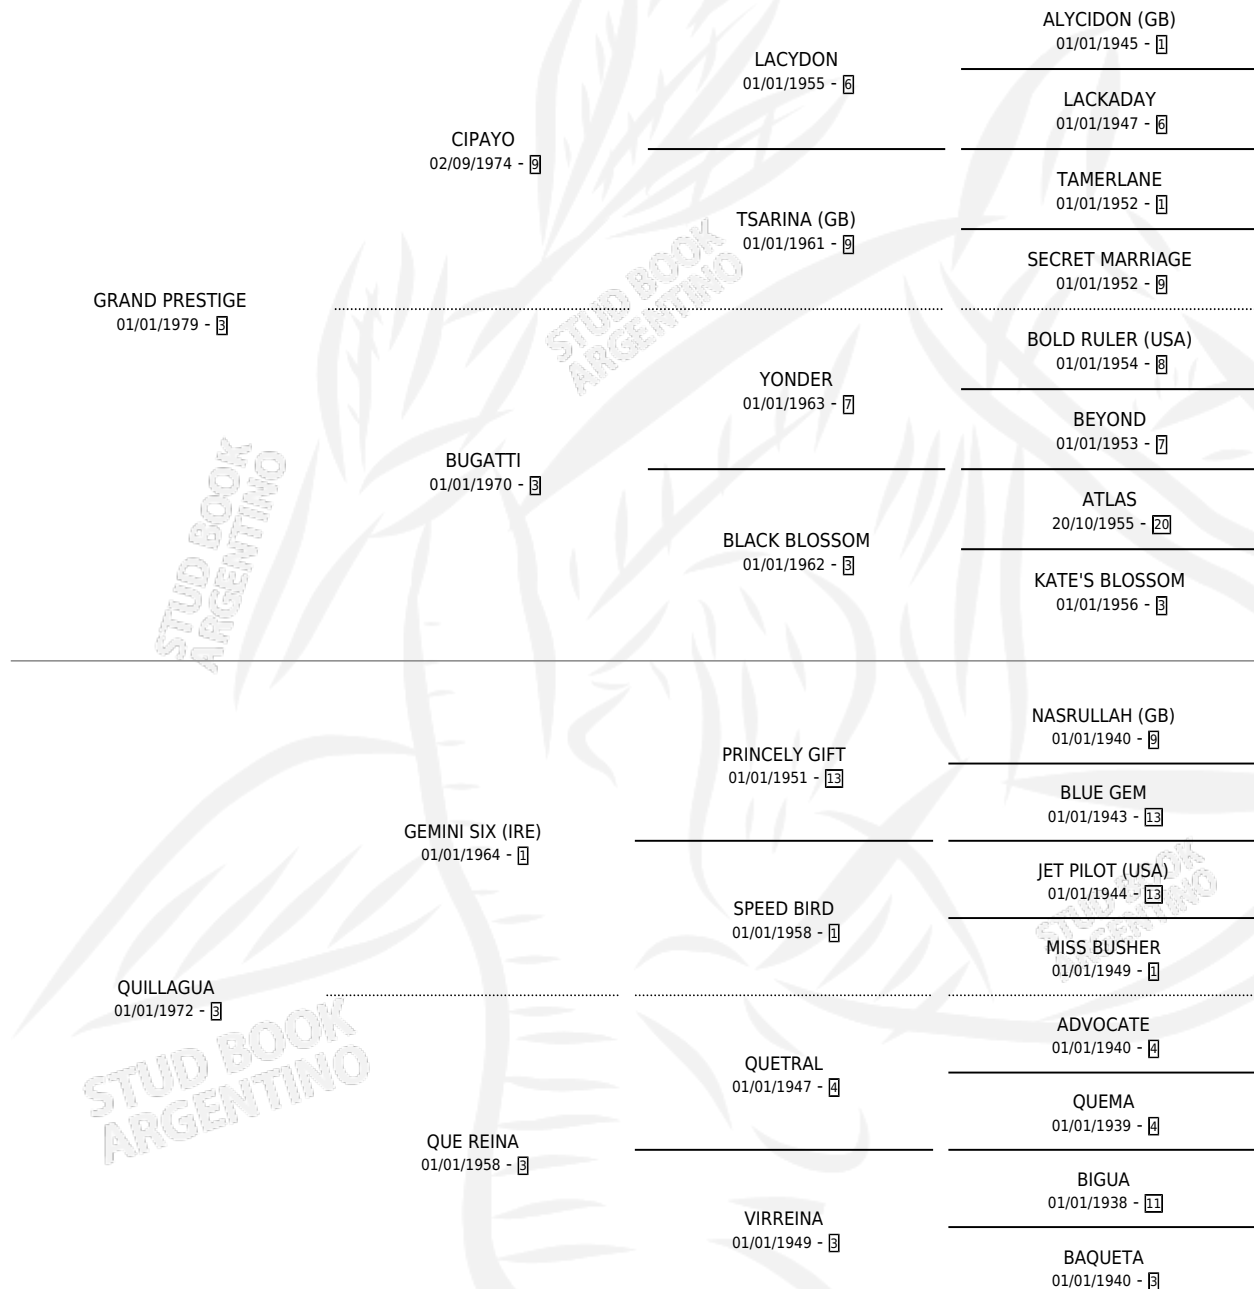 ALYCIDON (GB)
01/01/1945 - 1
LACYDON
01/01/1955 - 6
LACKADAY
01/01/1947 - 6
CIPAYO
02/09/1974 - 9
TAMERLANE
01/01/1952 - 1
TSARINA (GB)
01/01/1961 - 9
SECRET MARRIAGE
01/01/1952 - 9
GRAND PRESTIGE
01/01/1979 - 3
BOLD RULER (USA)
01/01/1954 - 8
YONDER
01/01/1963 - 7
BEYOND
01/01/1953 - 7
BUGATTI
01/01/1970 - 3
ATLAS
20/10/1955 - 20
BLACK BLOSSOM
01/01/1962 - 3
KATE'S BLOSSOM
01/01/1956 - 3
STUD BOOK
ARGENTINO
STUD BOOK
ARGENTINO
NASRULLAH (GB)
01/01/1940 - 9
PRINCELY GIFT
01/01/1951 - 13
BLUE GEM
01/01/1943 - 13
GEMINI SIX (IRE)
01/01/1964 - 1
JET PILOT (USA)
01/01/1944 - 13
SPEED BIRD
01/01/1958 - 1
MISS BUSHER
01/01/1949 - 1
STUD BOOK
ARGENTINO
QUILLAGUA
01/01/1972 - 3
ADVOCATE
01/01/1940 - 4
QUETRAL
01/01/1947 - 4
QUEMA
01/01/1939 - 4
QUE REINA
01/01/1958 - 3
BIGUA
01/01/1938 - 11
VIRREINA
01/01/1949 - 3
BAQUETA
01/01/1940 - 3
STUD BOOK
ARGENTINO